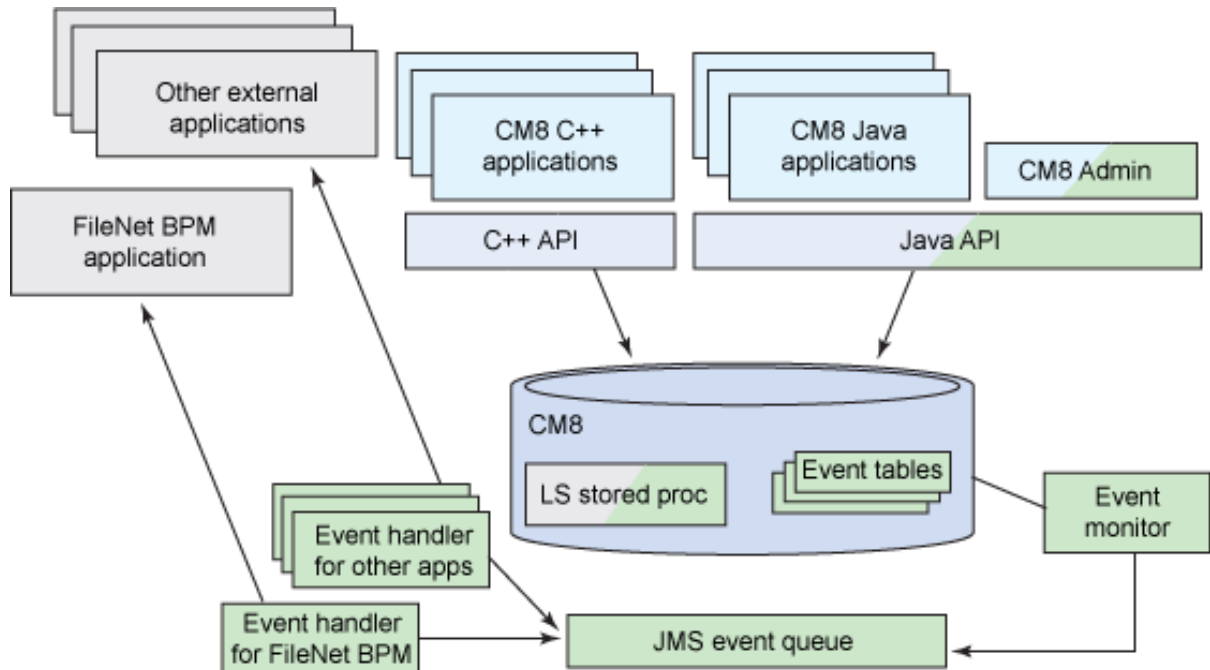 Other external
applications
CM8 C++
applications
CM8 Java
applications
CM8 Admin
FileNet BPM
application
C++ API
Java API
CM8
LS stored proc
Event tables
Event
monitor
Event handler
for other apps
Event handler
for FileNet BPM
JMS event queue